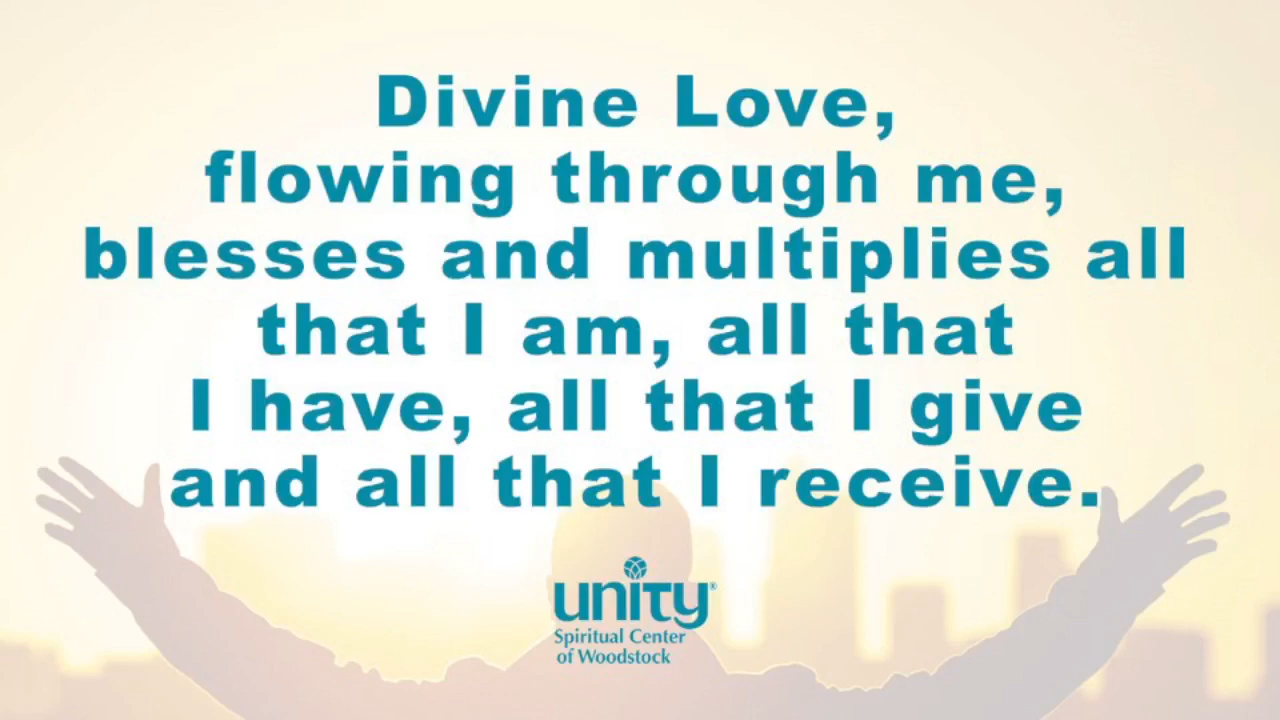 Divine Love,
flowing through me,
blesses and multiplies all
that I am, all that
I have, all that I give
and all that I receive.
unity®
Spiritual Center
of Woodstock